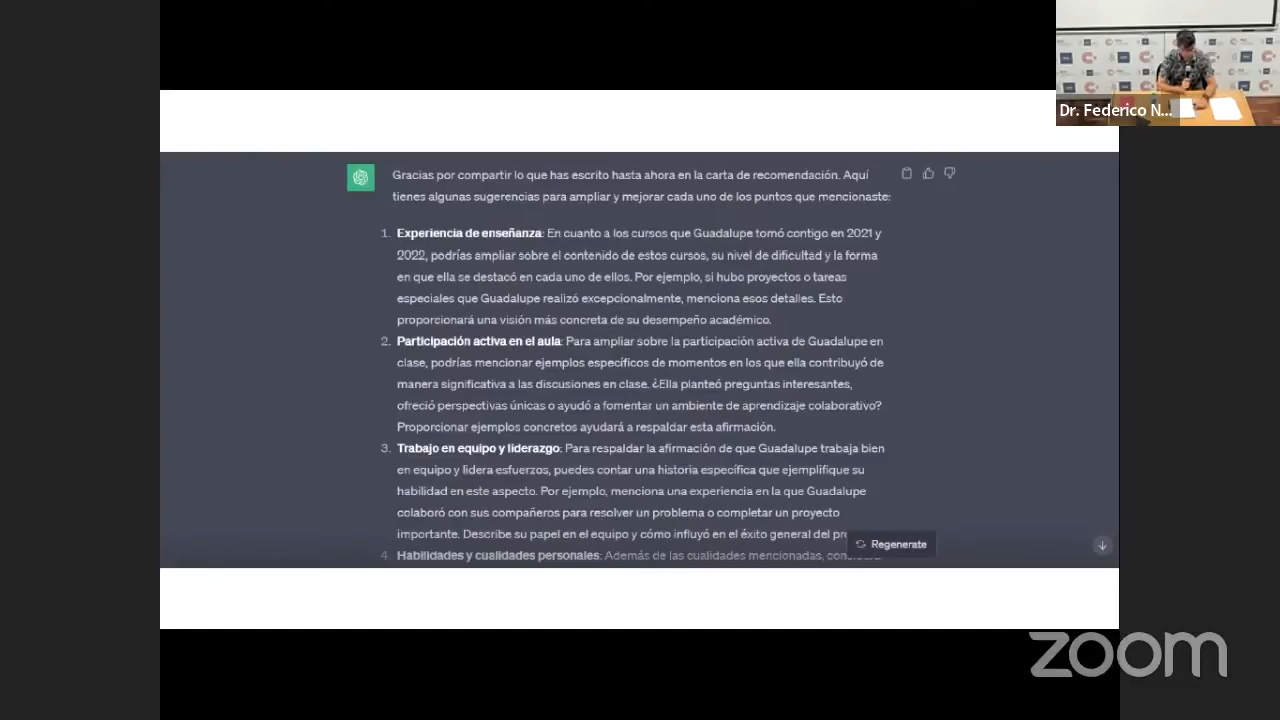 Dr. Federico N...
Gracias por compartir lo que has escrito hasta ahora en la carta de recomendación. Aquí
tienes algunas sugerencias para ampliar y mejorar cada uno de los puntos que mencionaste:
1. Experiencia de enseñanza: En cuanto a los cursos que Guadalupe tomó contigo en 2021 y
2022, podrías ampliar sobre el contenido de estos cursos, su nivel de dificultad y la forma
en que ella se destacó en cada uno de ellos. Por ejemplo, si hubo proyectos o tareas
especiales que Guadalupe realizó excepcionalmente, menciona esos detalles. Esto
proporcionará una visión más concreta de su desempeño académico.
2. Participación activa en el aula: Para ampliar sobre la participación activa de Guadalupe en
clase, podrías mencionar ejemplos específicos de momentos en los que ella contribuyó de
manera significativa a las discusiones en clase. ¿Ella planteó preguntas interesantes,
ofreció perspectivas únicas o ayudó a fomentar un ambiente de aprendizaje colaborativo?
Proporcionar ejemplos concretos ayudará a respaldar esta afirmación.
3. Trabajo en equipo y liderazgo: Para respaldar la afirmación de que Guadalupe trabaja bien
en equipo y lidera esfuerzos, puedes contar una historia específica que ejemplifique su
habilidad en este aspecto. Por ejemplo, menciona una experiencia en la que Guadalupe
colaboró con sus compañeros para resolver un problema o completar un proyecto
importante. Describe su papel en el equipo y cómo influyó en el éxito general del
Regenerate
4. Habilidades y cualidades personales: Además de las cualidades mencionadas,
zoom